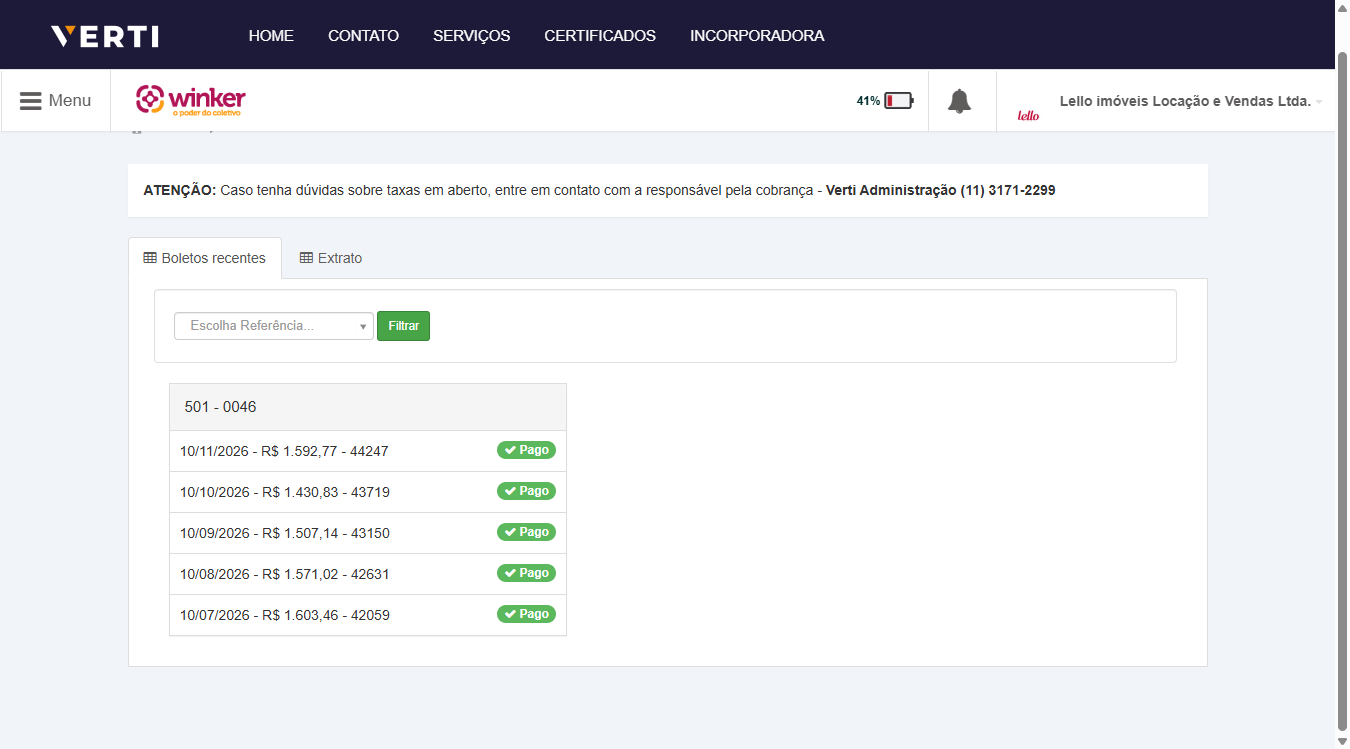 VERTI
HOME CONTATO SERVIÇOS CERTIFICADOS INCORPORADORA
Menu
winker
o poder do coletivo
41%
lello
Lello imóveis Locação e Vendas Ltda.
ATENÇÃO: Caso tenha dúvidas sobre taxas em aberto, entre em contato com a responsável pela cobrança - Verti Administração (11) 3171-2299
Boletos recentes
Extrato
Escolha Referência...
Filtrar
501 - 0046
10/11/2026 - R$ 1.592,77 - 44247 Pago
10/10/2026 - R$ 1.430,83 - 43719 Pago
10/09/2026 - R$ 1.507,14 - 43150 Pago
10/08/2026 - R$ 1.571,02 - 42631 Pago
10/07/2026 - R$ 1.603,46 - 42059 Pago